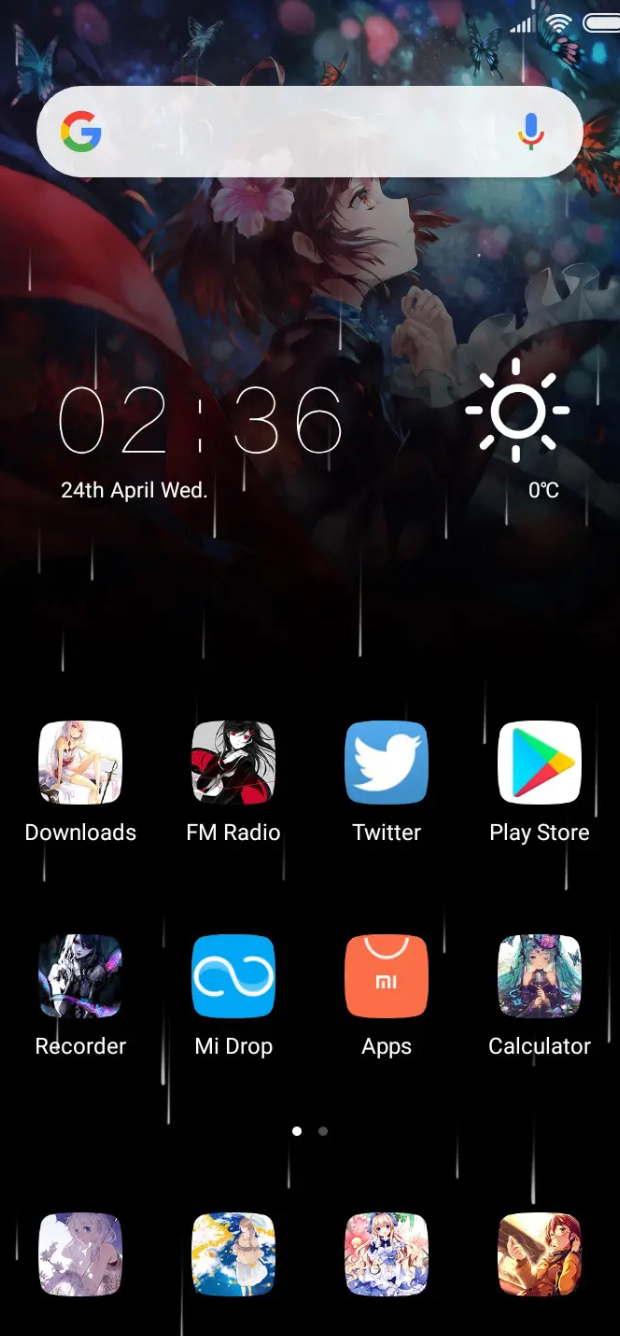 02:36
24th April Wed.
0℃
Downloads
FM Radio
Twitter
Play Store
Recorder
Mi Drop
mi
Apps
Calculator